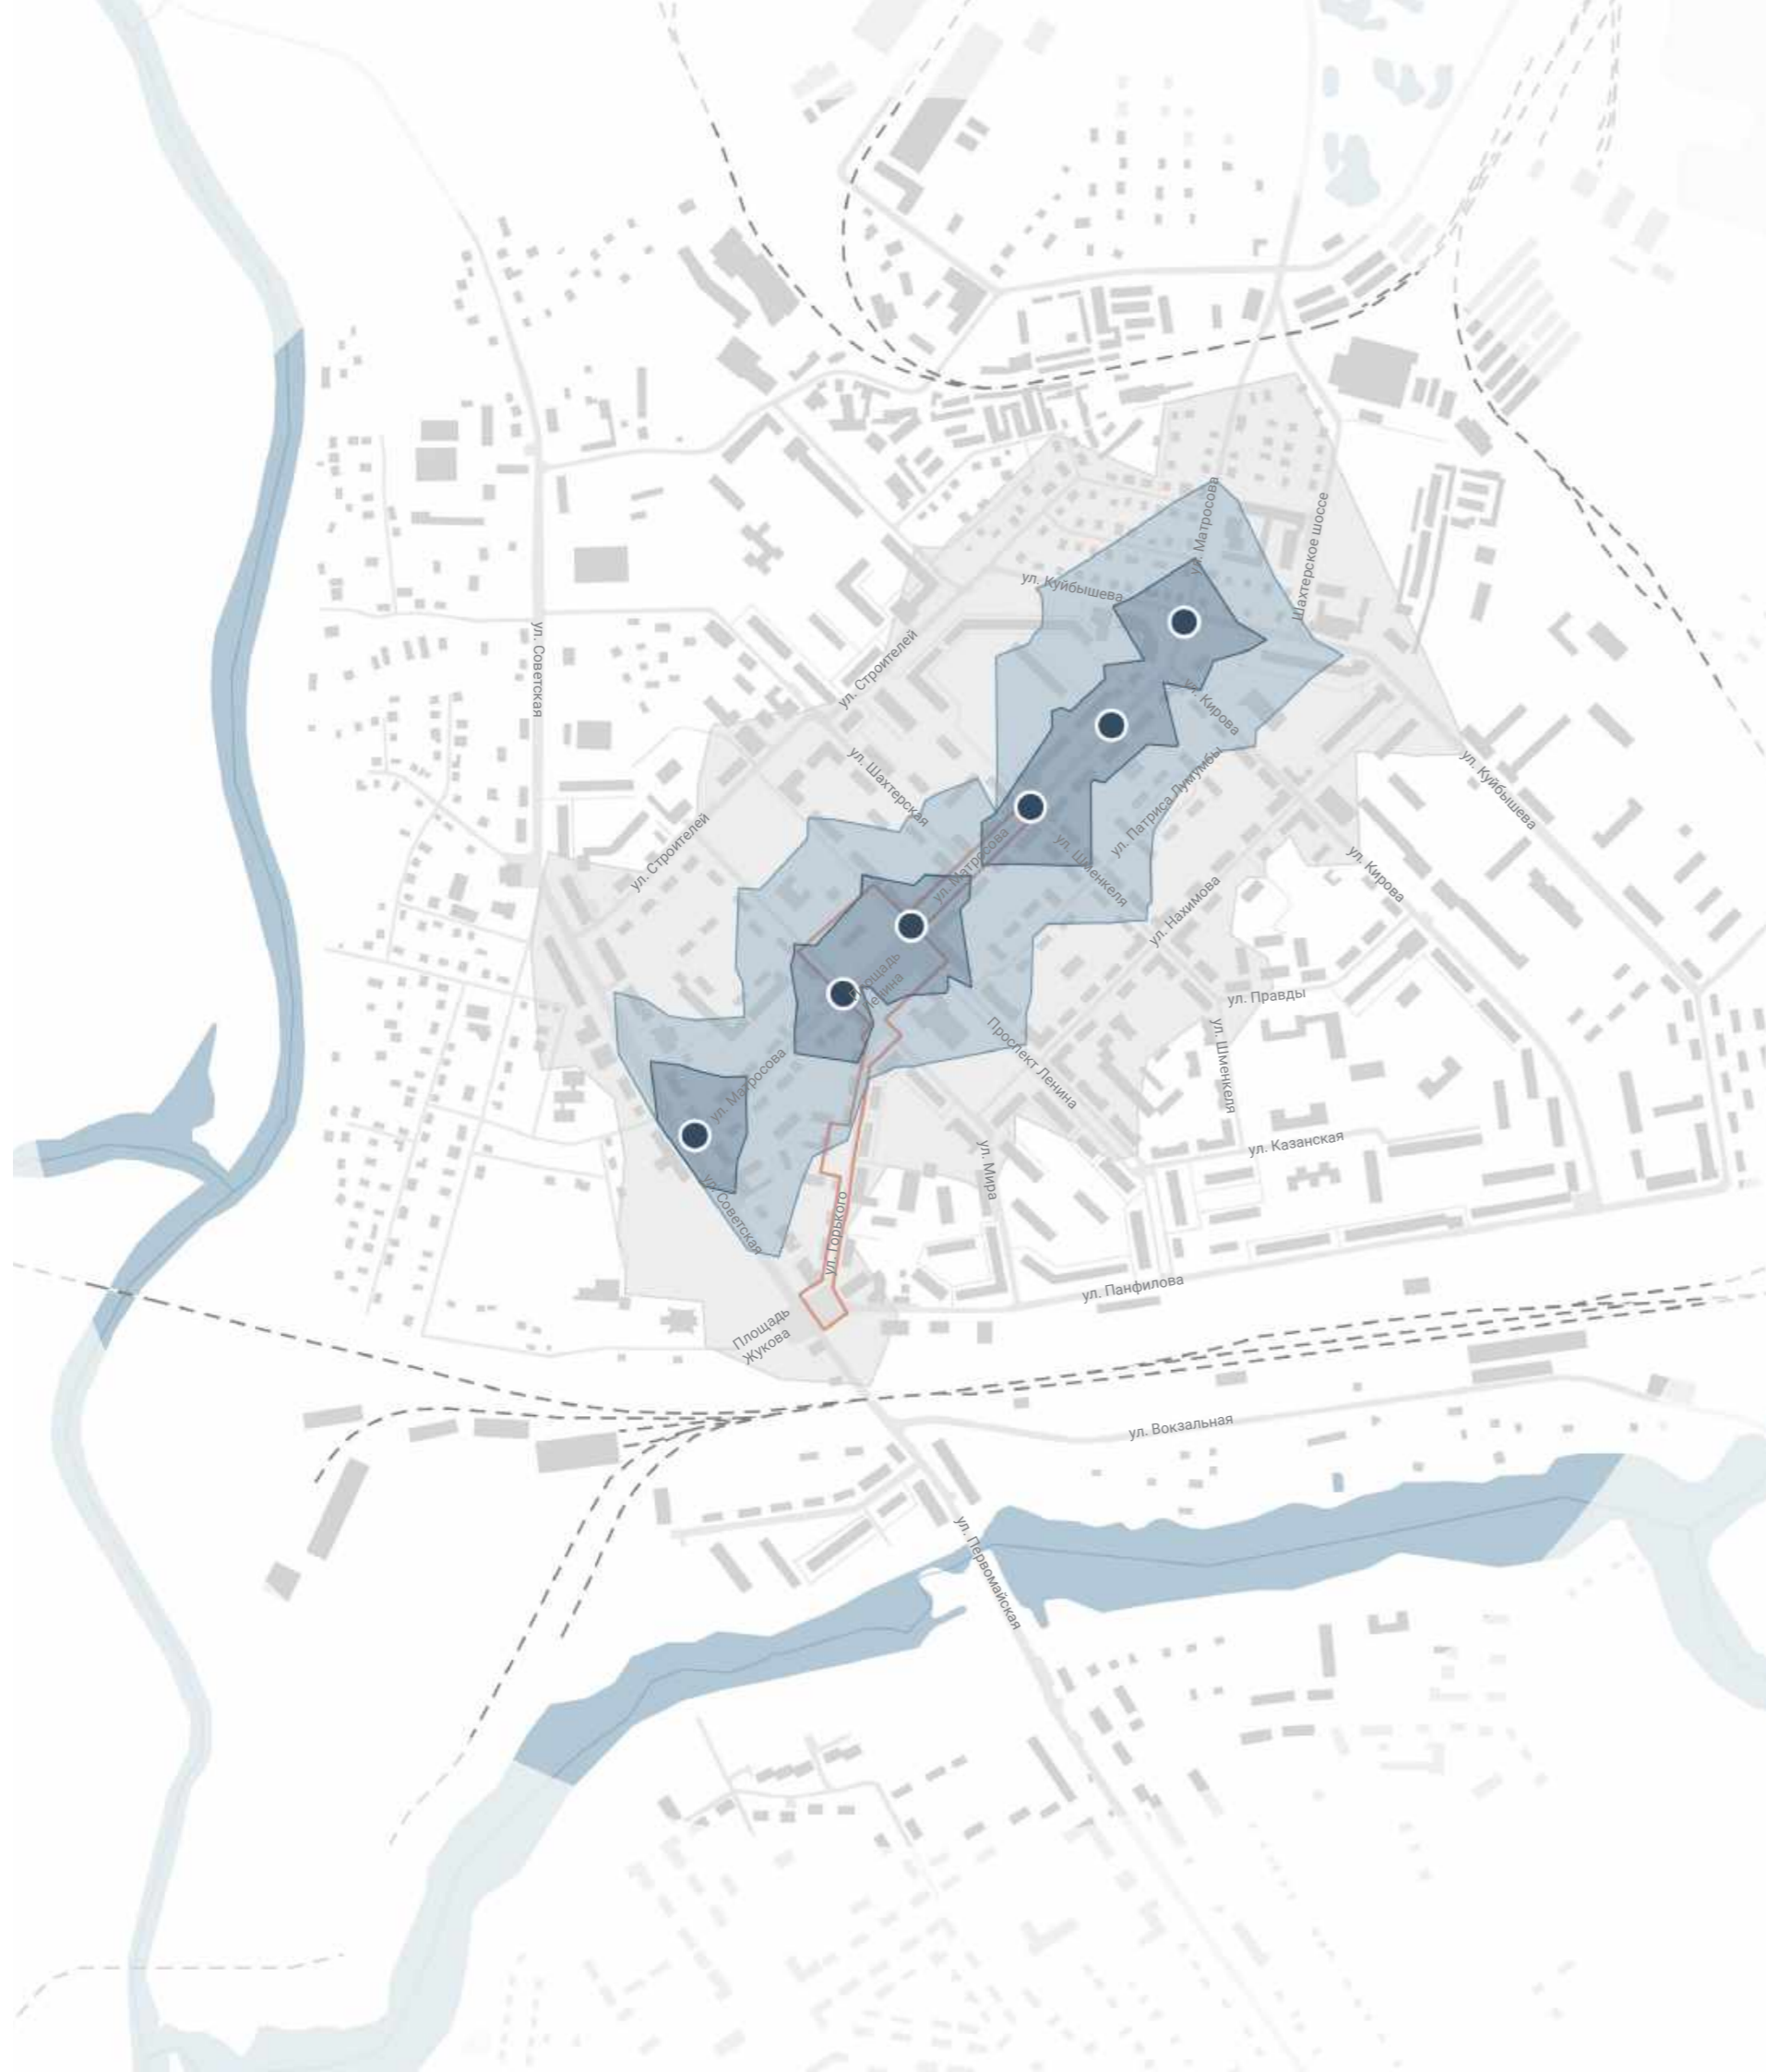 ул. Матросова
Шахтерское шоссе
ул. Куйбышева
ул. Советская
ул. Строителей
ул. Кирова
ул. Шахтерская
ул. Патриса Лумумбы
ул. Куйбышева
ул. Строителей
ул. Матросова
ул. Шменкеля
ул. Кирова
ул. Нахимова
Площадь
Ленина
ул. Правды
Проспект Ленина
ул. Шменкеля
ул. Матросова
ул. Казанская
ул. Мира
ул. Советская
ул. Горького
ул. Панфилова
Площадь
Жукова
ул. Вокзальная
ул. Первомайская